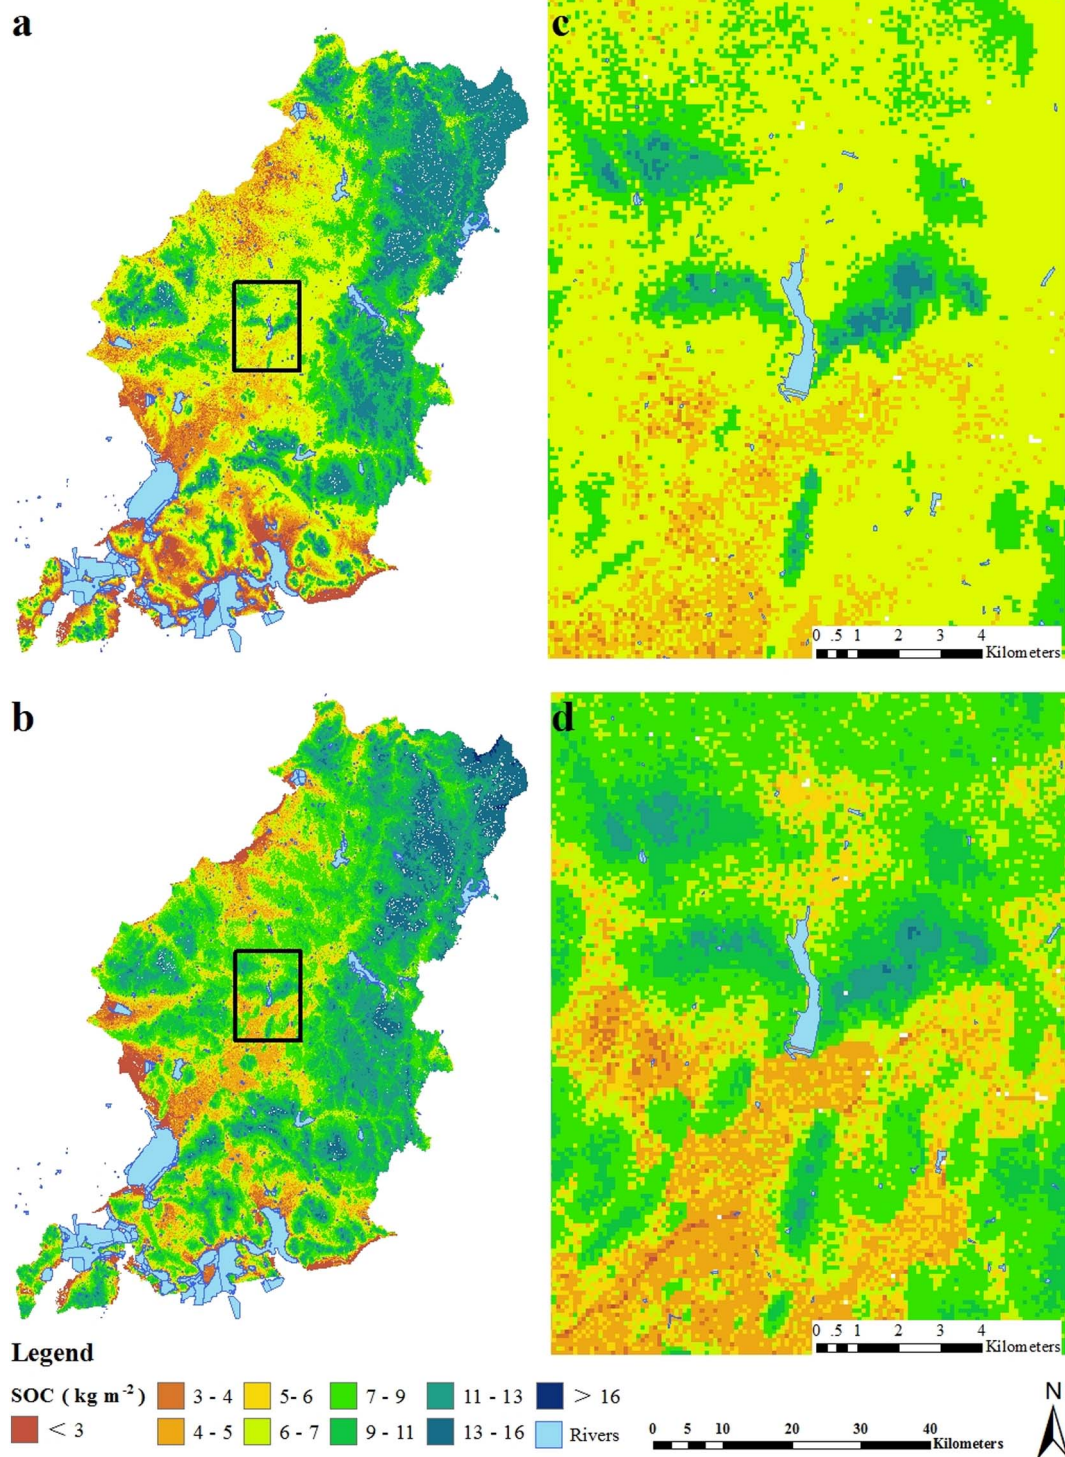 a
c
0 .5 1 2 3 4
Kilometers
b
d
0 .5 1 2 3 4
Kilometers
Legend
SOC ( kg m⁻² )
< 3
3 - 4
4 - 5
5- 6
6 - 7
7 - 9
9 - 11
11 - 13
13 - 16
> 16
Rivers
0 5 10 20 30 40
Kilometers
N